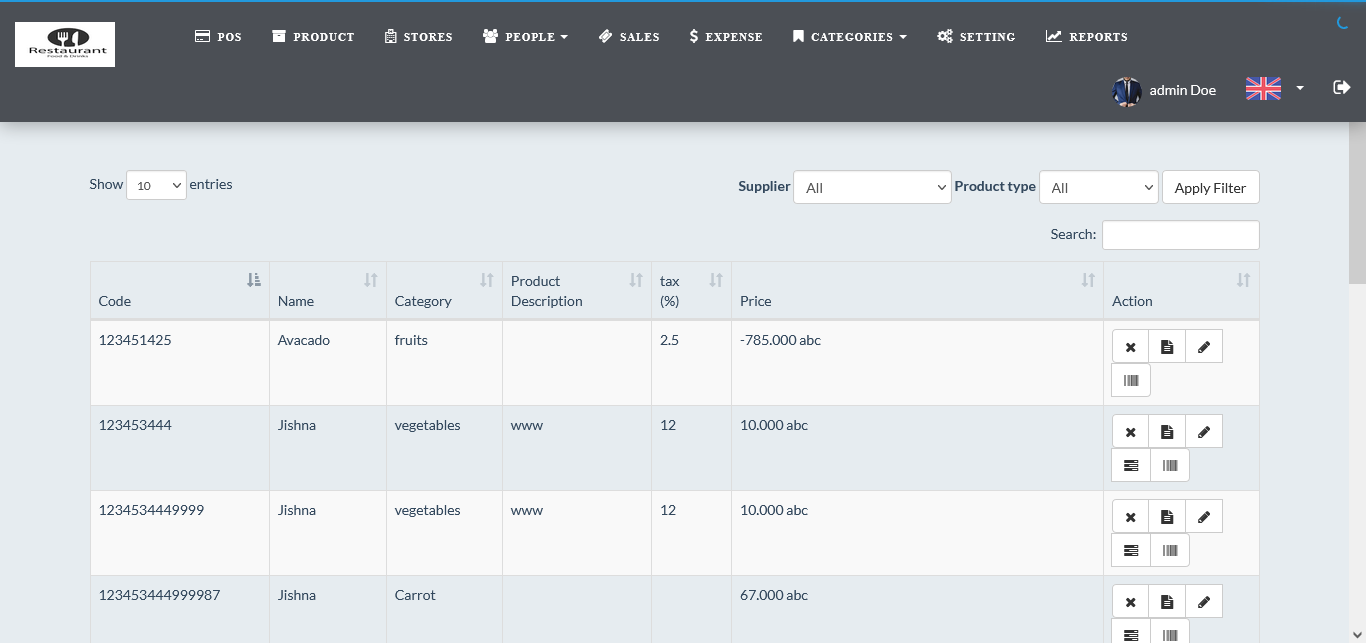 Restaurant
Food & Drinks
POS PRODUCT STORES PEOPLE SALES EXPENSE CATEGORIES SETTING REPORTS
admin Doe
Show 10 entries
Supplier All Product type All Apply Filter
Search:
Code Name Category Product Description tax (%) Price Action
123451425 Avacado fruits 2.5 -785.000 abc
123453444 Jishna vegetables www 12 10.000 abc
1234534449999 Jishna vegetables www 12 10.000 abc
123453444999987 Jishna Carrot 67.000 abc